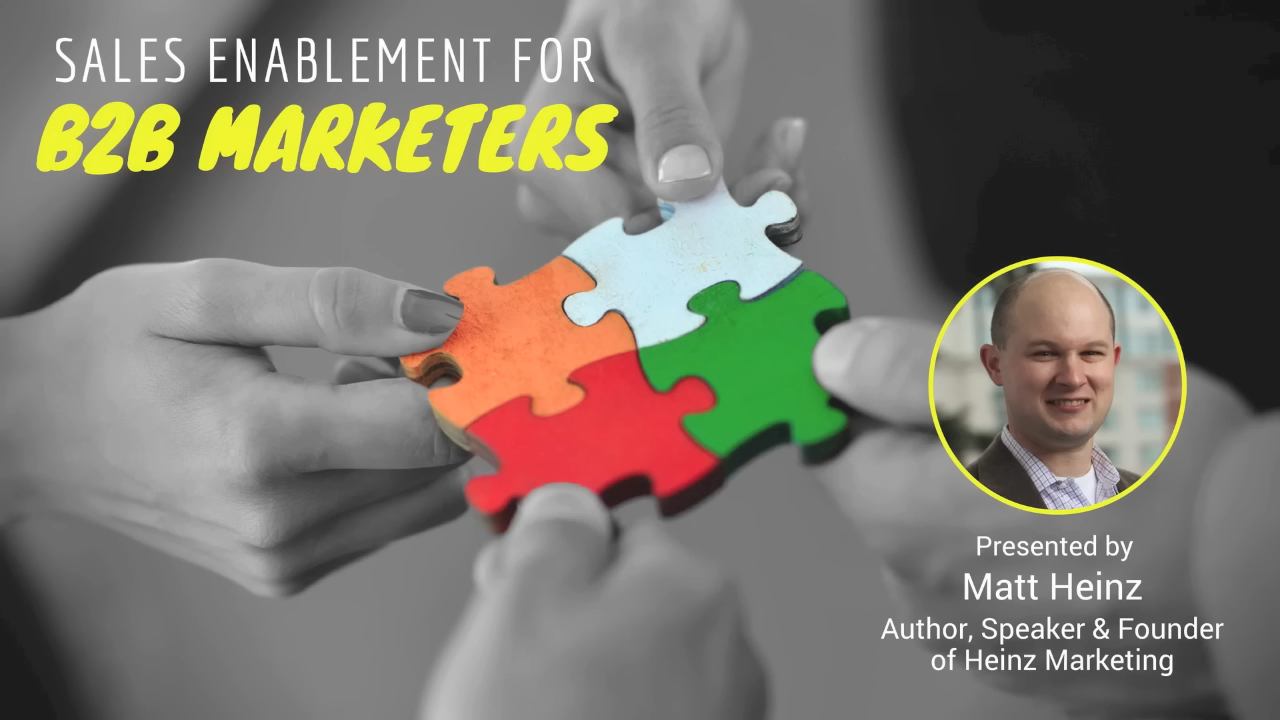 SALES ENABLEMENT FOR
B2B MARKETERS
Presented by
Matt Heinz
Author, Speaker & Founder
of Heinz Marketing